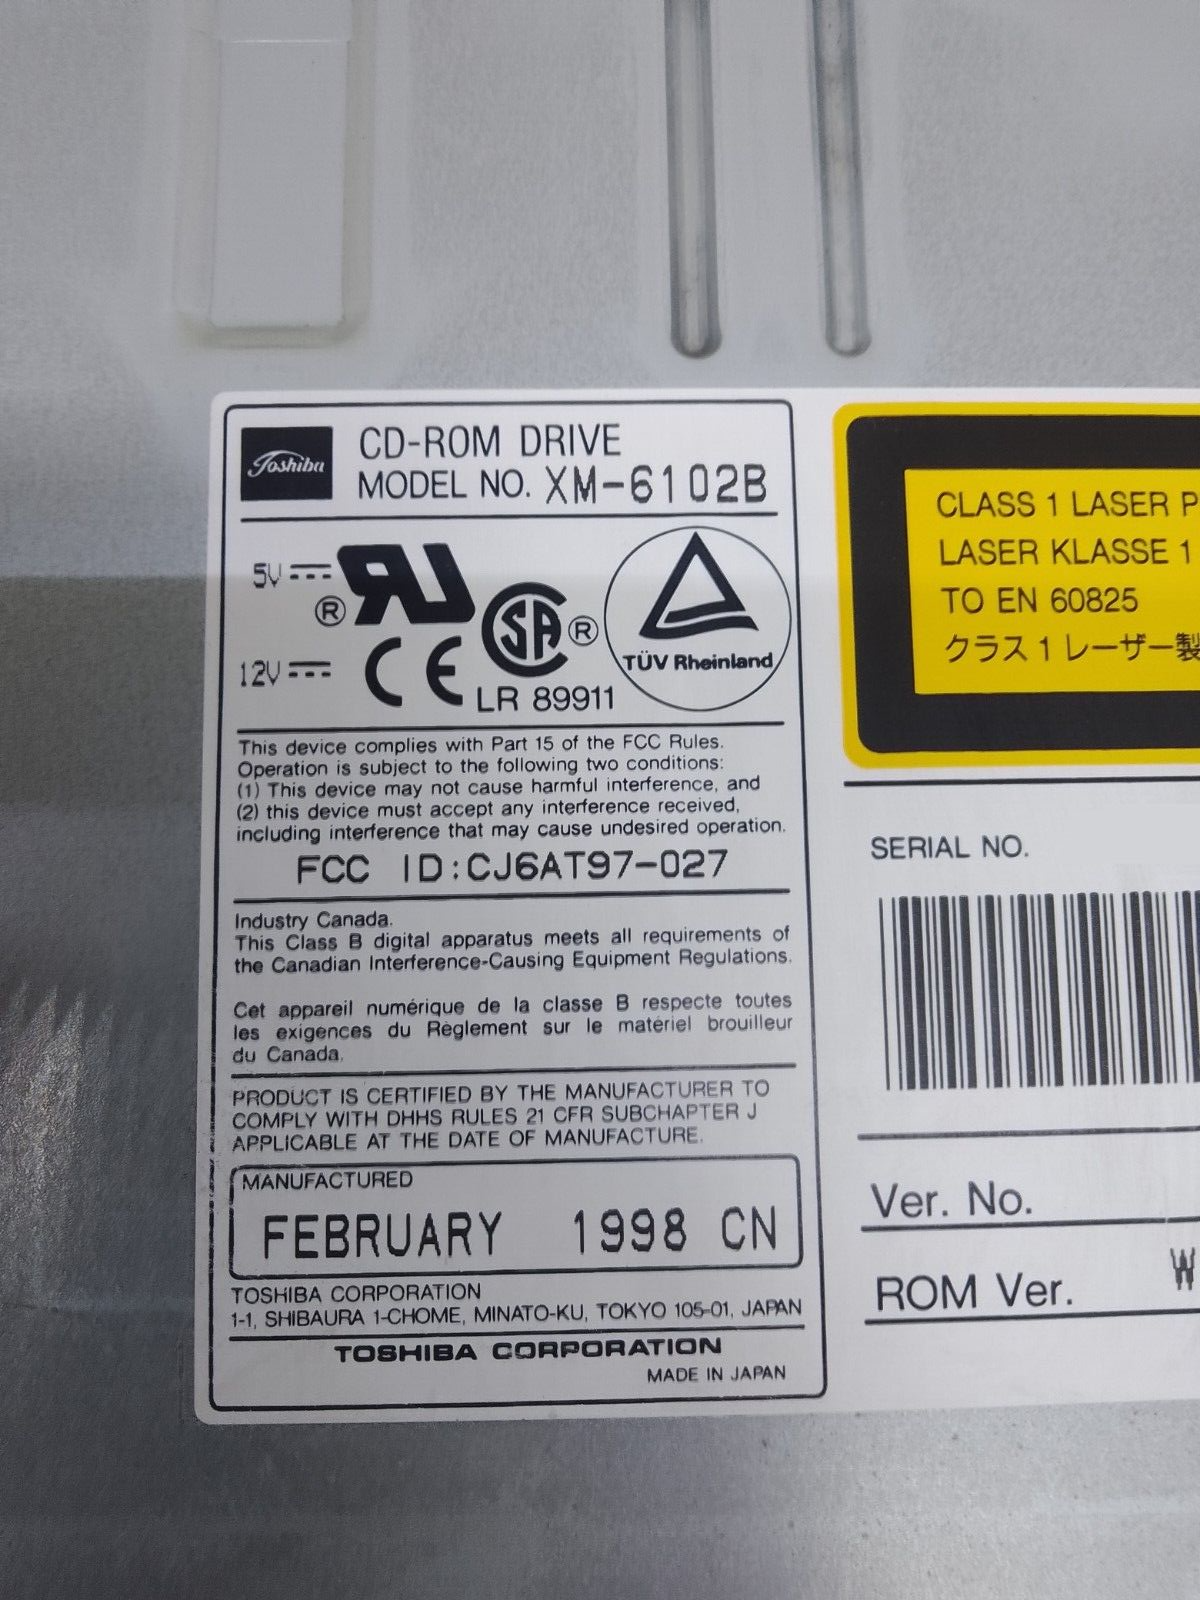 Toshiba
CD-ROM DRIVE
MODEL NO. XM-6102B
5V
®
RU
SA ®
12V
CE
LR 89911
TÜV Rheinland
This device complies with Part 15 of the FCC Rules.
Operation is subject to the following two conditions:
(1) This device may not cause harmful interference, and
(2) this device must accept any interference received,
including interference that may cause undesired operation.
FCC ID:CJ6AT97-027
Industry Canada.
This Class B digital apparatus meets all requirements of
the Canadian Interference-Causing Equipment Regulations.
Cet appareil numérique de la classe B respecte toutes
les exigences du Règlement sur le matériel brouilleur
du Canada.
PRODUCT IS CERTIFIED BY THE MANUFACTURER TO
COMPLY WITH DHHS RULES 21 CFR SUBCHAPTER J
APPLICABLE AT THE DATE OF MANUFACTURE.
MANUFACTURED
FEBRUARY 1998 CN
TOSHIBA CORPORATION
1-1, SHIBAURA 1-CHOME, MINATO-KU, TOKYO 105-01, JAPAN
TOSHIBA CORPORATION
MADE IN JAPAN
CLASS 1 LASER P
LASER KLASSE 1
TO EN 60825
クラス1レーザー製
SERIAL NO.
Ver. No.
ROM Ver. W